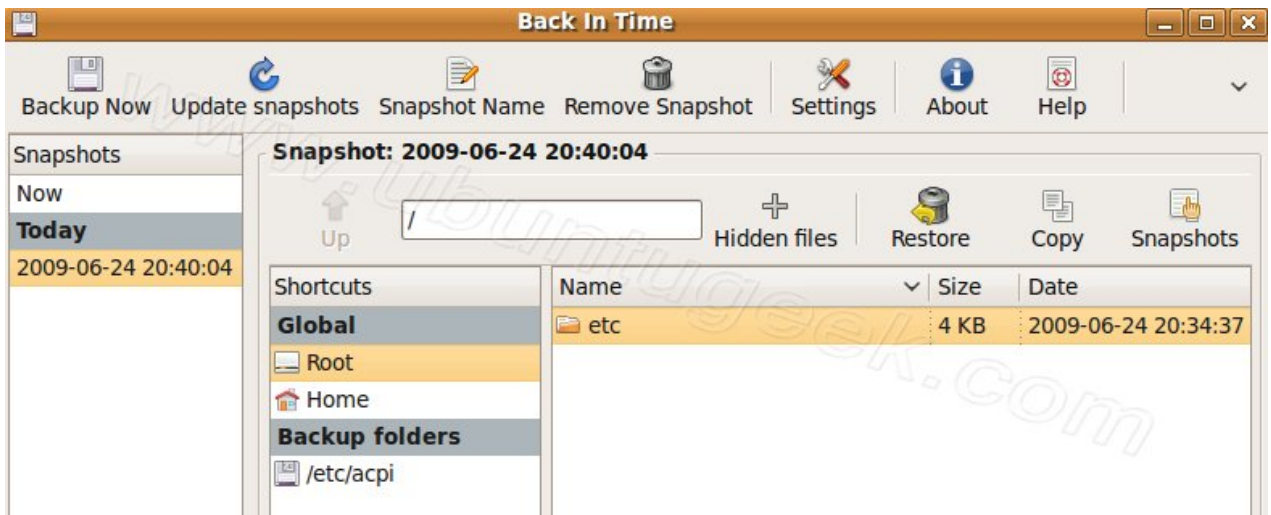 Back In Time
Backup Now Update snapshots Snapshot Name Remove Snapshot Settings About Help
Snapshots
Now
Today
2009-06-24 20:40:04
Snapshot: 2009-06-24 20:40:04
Up / Hidden files Restore Copy Snapshots
Shortcuts
Global
Root
Home
Backup folders
/etc/acpi
Name Size Date
etc 4 KB 2009-06-24 20:34:37
www.ubuntugeek.com